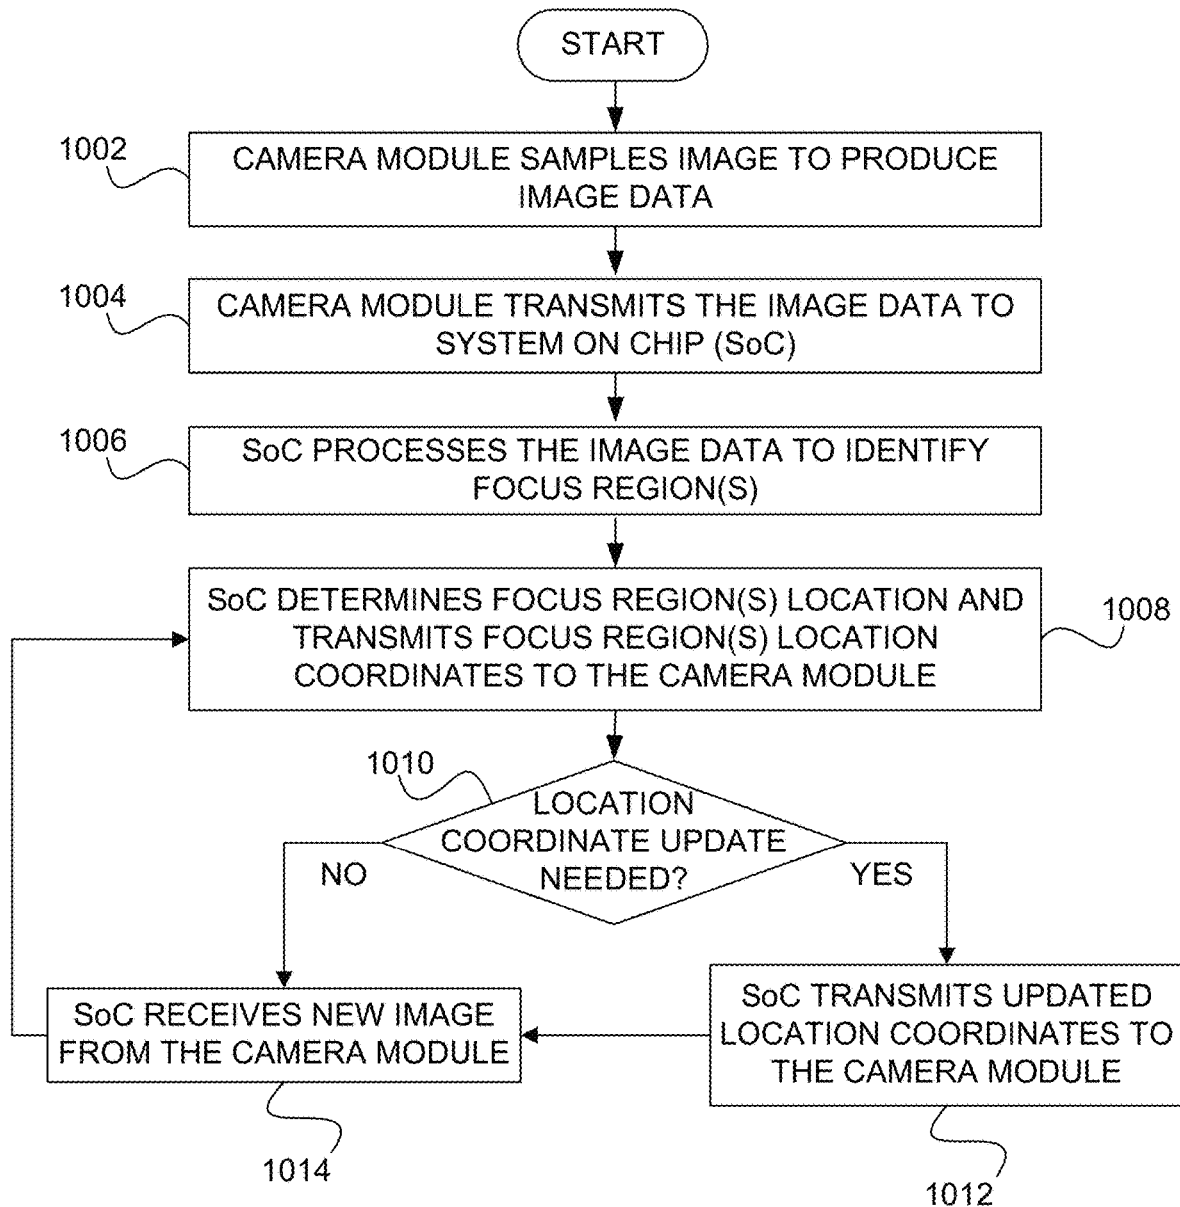 START
1002
CAMERA MODULE SAMPLES IMAGE TO PRODUCE
IMAGE DATA
1004
CAMERA MODULE TRANSMITS THE IMAGE DATA TO
SYSTEM ON CHIP (SoC)
1006
SoC PROCESSES THE IMAGE DATA TO IDENTIFY
FOCUS REGION(S)
SoC DETERMINES FOCUS REGION(S) LOCATION AND
TRANSMITS FOCUS REGION(S) LOCATION
COORDINATES TO THE CAMERA MODULE
1008
1010
LOCATION
COORDINATE UPDATE
NEEDED?
NO
YES
SoC RECEIVES NEW IMAGE
FROM THE CAMERA MODULE
1014
SoC TRANSMITS UPDATED
LOCATION COORDINATES TO
THE CAMERA MODULE
1012